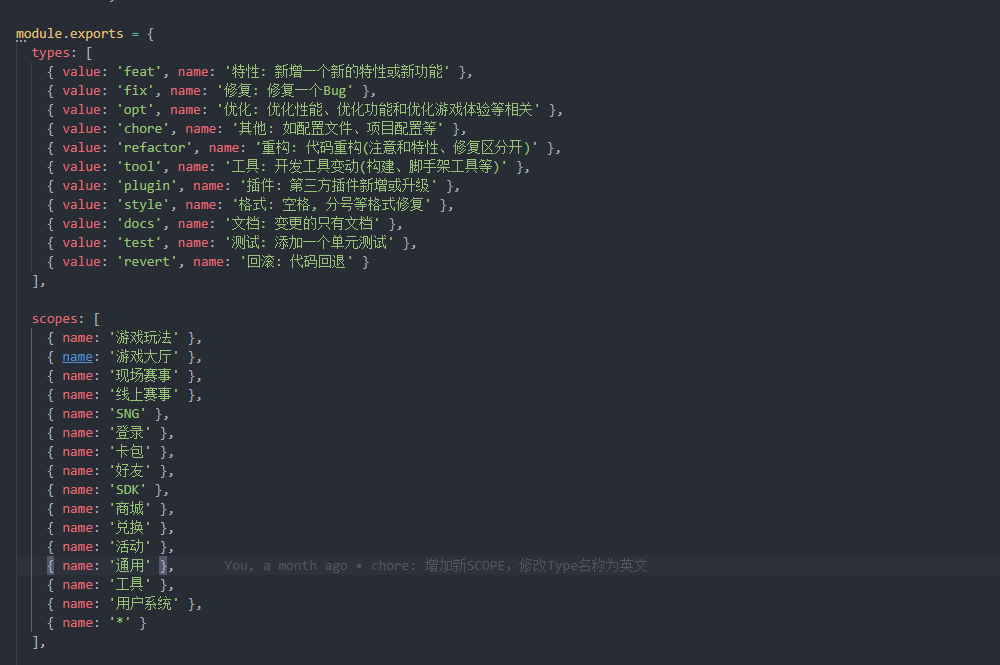 module.exports = {
types: [
{ value: 'feat', name: '特性: 新增一个新的特性或新功能' },
{ value: 'fix', name: '修复: 修复一个Bug' },
{ value: 'opt', name: '优化: 优化性能、优化功能和优化游戏体验等相关' },
{ value: 'chore', name: '其他: 如配置文件、项目配置等' },
{ value: 'refactor', name: '重构: 代码重构(注意和特性、修复区分开)' },
{ value: 'tool', name: '工具: 开发工具变动(构建、脚手架工具等)' },
{ value: 'plugin', name: '插件: 第三方插件新增或升级' },
{ value: 'style', name: '格式: 空格, 分号等格式修复' },
{ value: 'docs', name: '文档: 变更的只有文档' },
{ value: 'test', name: '测试: 添加一个单元测试' },
{ value: 'revert', name: '回滚: 代码回退' }
],
scopes: [
{ name: '游戏玩法' },
{ name: '游戏大厅' },
{ name: '现场赛事' },
{ name: '线上赛事' },
{ name: 'SNG' },
{ name: '登录' },
{ name: '卡包' },
{ name: '好友' },
{ name: 'SDK' },
{ name: '商城' },
{ name: '兑换' },
{ name: '活动' },
{ name: '通用' }, You, a month ago • chore: 增加新SCOPE, 修改Type名称为英文
{ name: '工具' },
{ name: '用户系统' },
{ name: '*' }
],